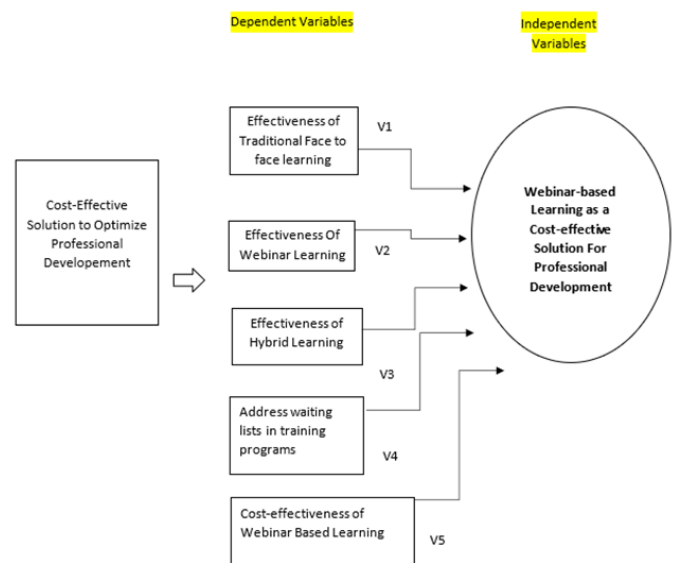 Dependent Variables
Independent
Variables
Effectiveness of
Traditional Face to
face learning
V1
Cost-Effective
Solution to Optimize
Professional
Developement
Webinar-based
Learning as a
Cost-effective
Solution For
Professional
Development
Effectiveness Of
Webinar Learning
V2
Effectiveness of
Hybrid Learning
V3
Address waiting
lists in training
programs
V4
Cost-effectiveness of
Webinar Based Learning
V5